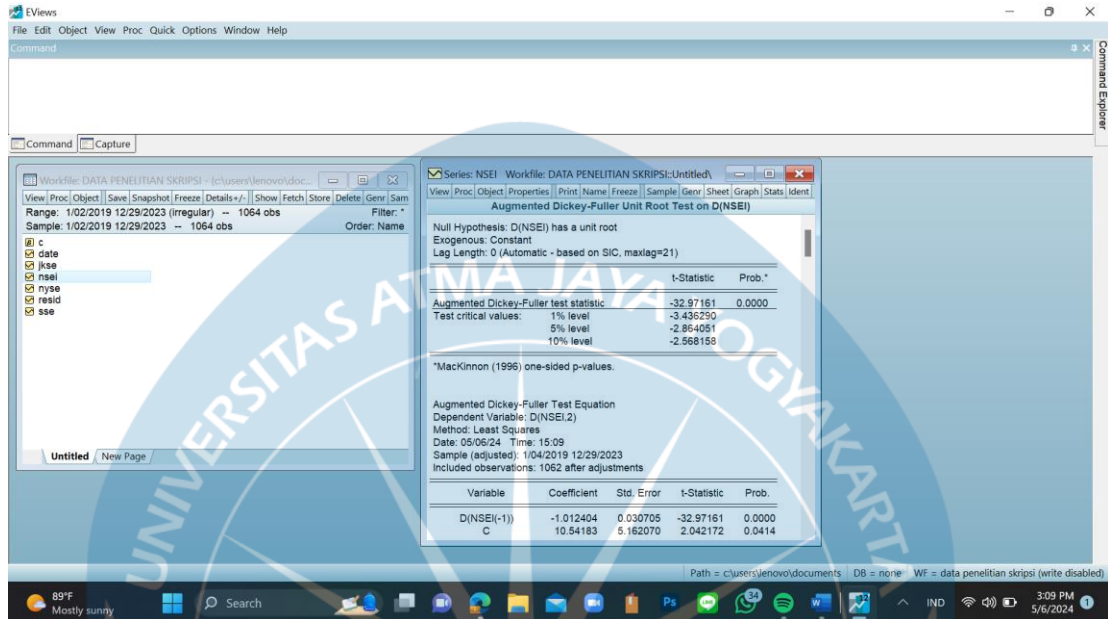 EViews
File Edit Object View Proc Quick Options Window Help
Command
Command Explorer
Command Capture
Workfile: DATA PENELITIAN SKRIPSI - (c:\users\lenovo\doc...
View Proc Object Save Snapshot Freeze Details+/- Show Fetch Store Delete Genr Sam
Range: 1/02/2019 12/29/2023 (irregular) -- 1064 obs Filter: *
Sample: 1/02/2019 12/29/2023 -- 1064 obs Order: Name
c
date
jkse
nsei
nyse
resid
sse
Untitled New Page
Series: NSEI Workfile: DATA PENELITIAN SKRIPSI::Untitled\
View Proc Object Properties Print Name Freeze Sample Genr Sheet Graph Stats Ident
Augmented Dickey-Fuller Unit Root Test on D(NSEI)
Null Hypothesis: D(NSEI) has a unit root
Exogenous: Constant
Lag Length: 0 (Automatic - based on SIC, maxlag=21)
t-Statistic Prob.*
Augmented Dickey-Fuller test statistic -32.97161 0.0000
Test critical values: 1% level -3.436290
5% level -2.864051
10% level -2.568158
*MacKinnon (1996) one-sided p-values.
Augmented Dickey-Fuller Test Equation
Dependent Variable: D(NSEI,2)
Method: Least Squares
Date: 05/06/24 Time: 15:09
Sample (adjusted): 1/04/2019 12/29/2023
Included observations: 1062 after adjustments
Variable Coefficient Std. Error t-Statistic Prob.
D(NSEI(-1)) -1.012404 0.030705 -32.97161 0.0000
C 10.54183 5.162070 2.042172 0.0414
UNIVERSITAS ATMA JAYA YOGYAKARTA
Path = c:\users\lenovo\documents DB = none WF = data penelitian skripsi (write disabled)
89°F
Mostly sunny
Search
Ps
34
12
IND
3:09 PM
5/6/2024
1